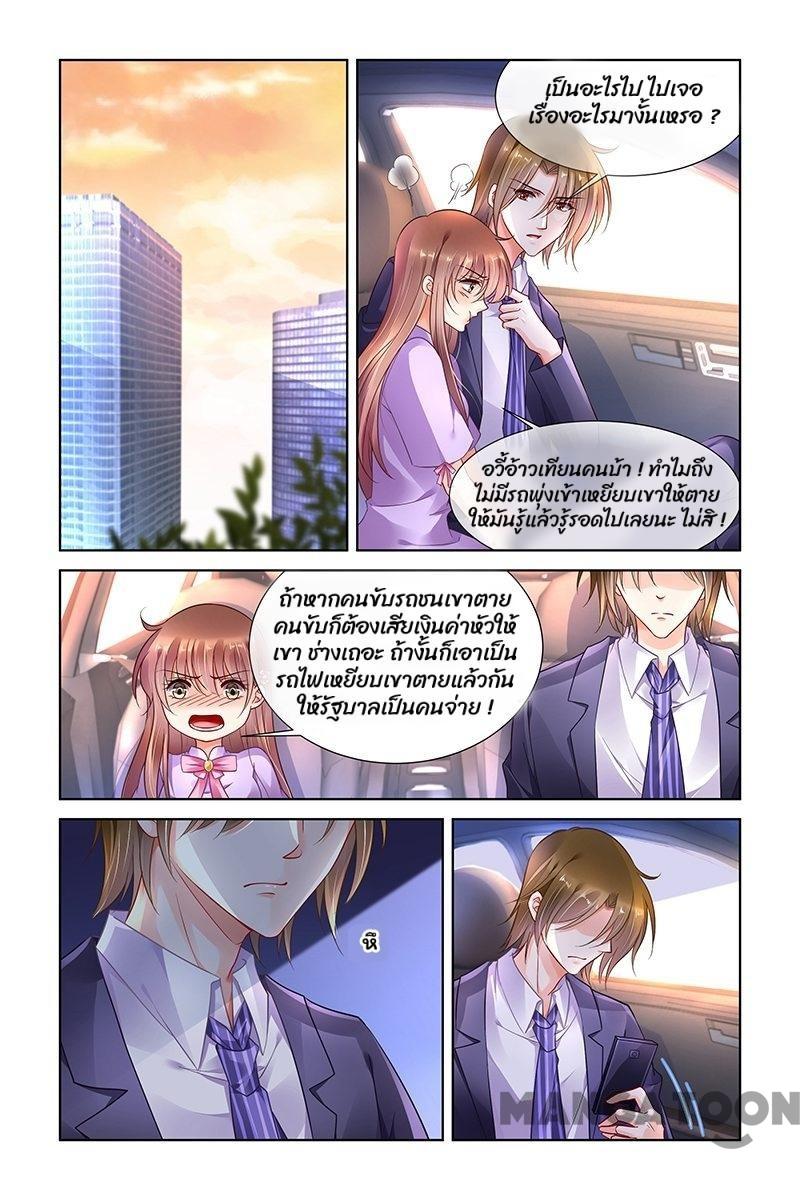 เป็นอะไรไป ไปเจอ
เรื่องอะไรมางั้นเหรอ ?
อวี้อ้าวเทียนคนบ้า ! ทำไมถึง
ไม่มีรถพุ่งเข้าเหยียบเขาให้ตาย
ให้มันรู้แล้วรู้รอดไปเลยนะ ไม่สิ !
ถ้าหากคนขับรถชนเขาตาย
คนขับก็ต้องเสียเงินค่าหัวให้
เขา ช่างเถอะ ถ้างั้นก็เอาเป็น
รถไฟเหยียบเขาตายแล้วกัน
ให้รัฐบาลเป็นคนจ่าย !
หึ
MANGATOON